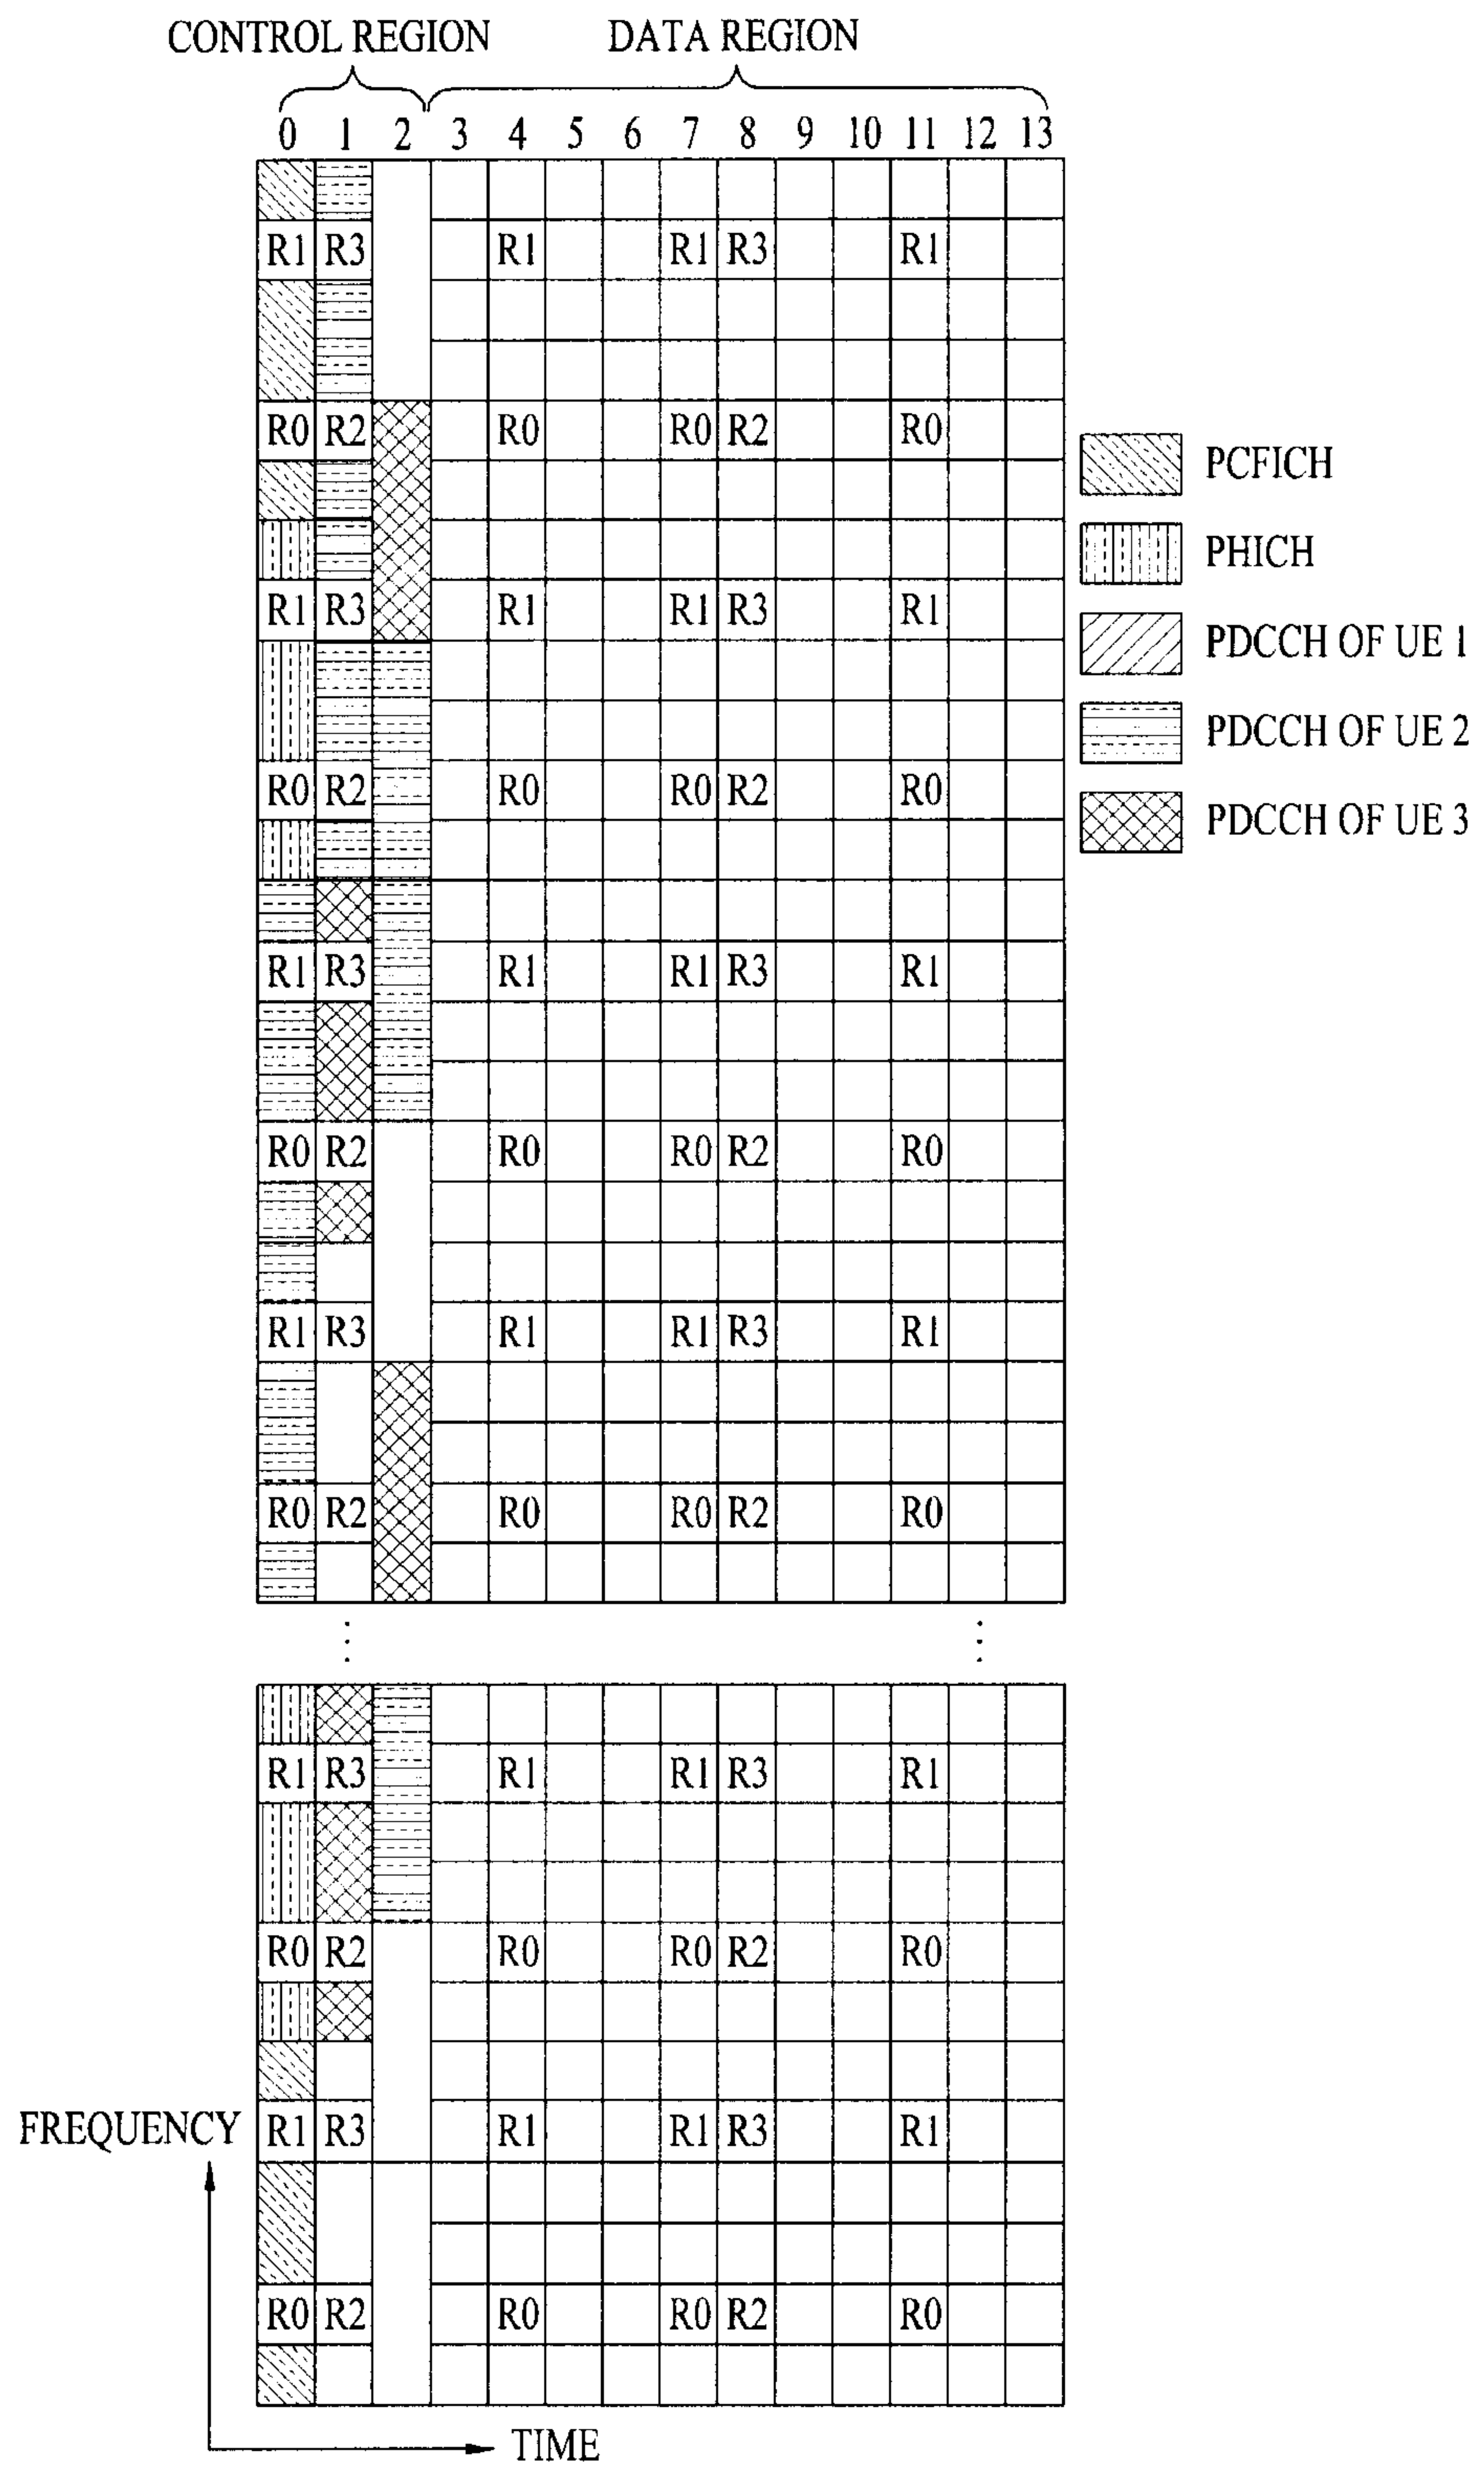 CONTROL REGION DATA REGION
0 1 2 3 4 5 6 7 8 9 10 11 12 13
R1 R3 R1 R1 R3 R1
R0 R2 R0 R0 R2 R0
R1 R3 R1 R1 R3 R1
R0 R2 R0 R0 R2 R0
R1 R3 R1 R1 R3 R1
R0 R2 R0 R0 R2 R0
R1 R3 R1 R1 R3 R1
R0 R2 R0 R0 R2 R0
PCFICH
PHICH
PDCCH OF UE 1
PDCCH OF UE 2
PDCCH OF UE 3
R1 R3 R1 R1 R3 R1
R0 R2 R0 R0 R2 R0
FREQUENCY R1 R3 R1 R1 R3 R1
R0 R2 R0 R0 R2 R0
TIME